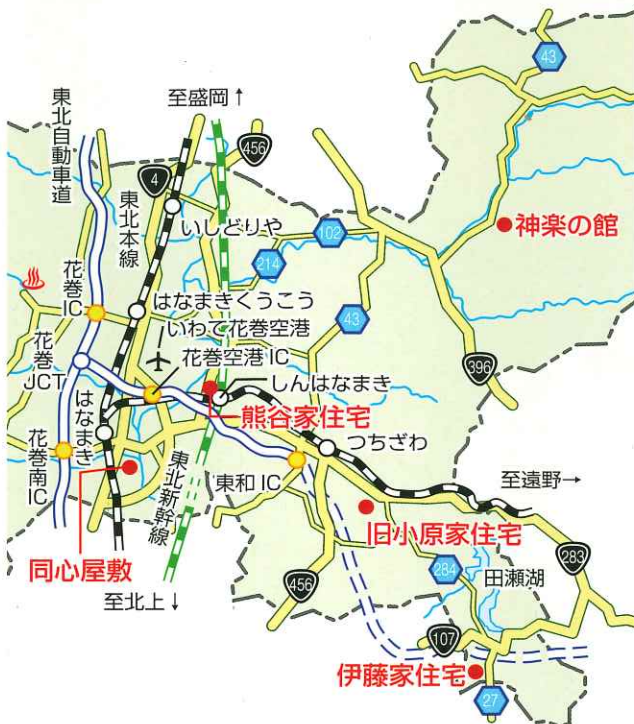 43
至盛岡↑
東北自動車道
456
4
東北本線
いしどりや
神楽の館
102
214
はなまきくうこう
花巻IC
いわて花巻空港
43
花巻空港IC
花巻JCT
396
しんはなまき
はなまき
熊谷家住宅
つちざわ
花巻南IC
東和IC
至遠野→
東北新幹線
旧小原家住宅
同心屋敷
283
284
田瀬湖
456
至北上↓
107
伊藤家住宅
27